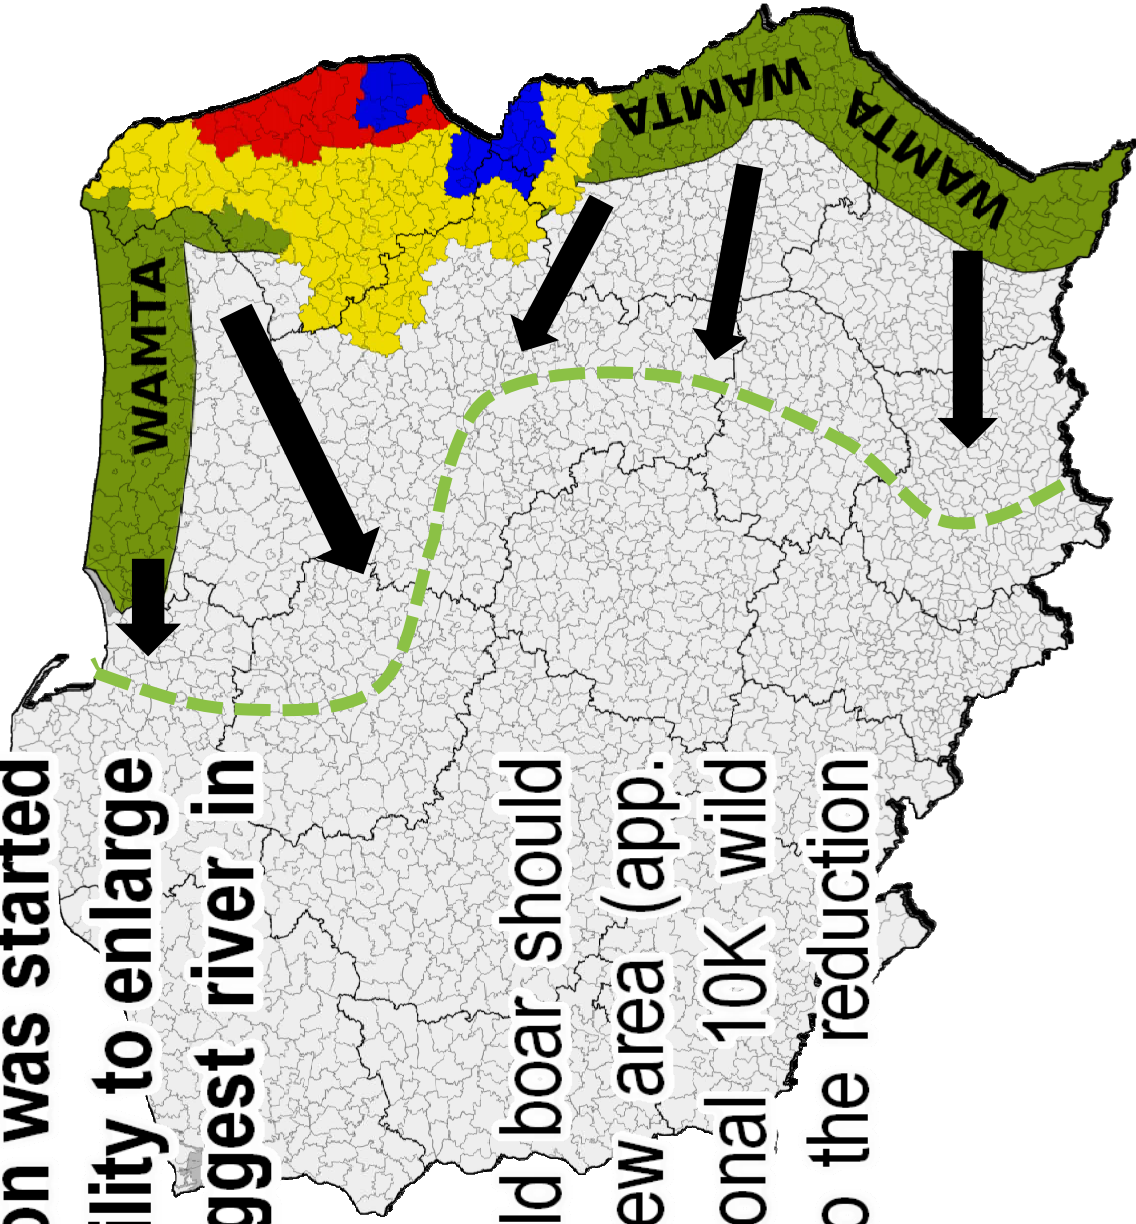 on was started
ility to enlarge
ggest river in
ld boar should
ew area (app.
onal 10K wild
o the reduction
WAMTA
WAMTA
WAMTA